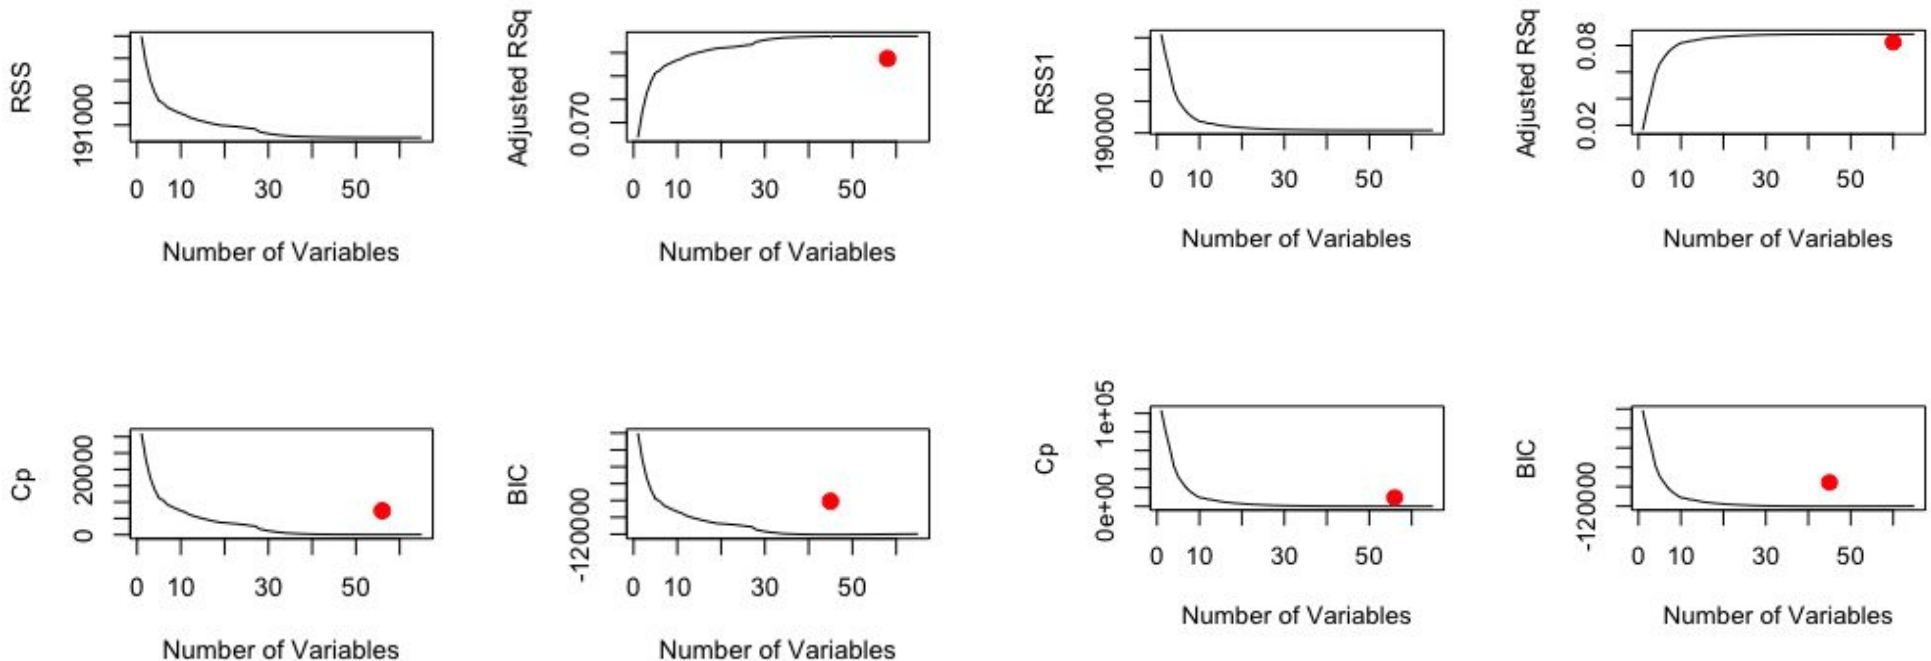 RSS
191000
0 10 30 50
Number of Variables
Adjusted RSq
0.070
0 10 30 50
Number of Variables
RSS1
190000
0 10 30 50
Number of Variables
Adjusted RSq
0.02 0.08
0 10 30 50
Number of Variables
Cp
0 20000
0 10 30 50
Number of Variables
BIC
-120000
0 10 30 50
Number of Variables
Cp
0e+00 1e+05
0 10 30 50
Number of Variables
BIC
-120000
0 10 30 50
Number of Variables